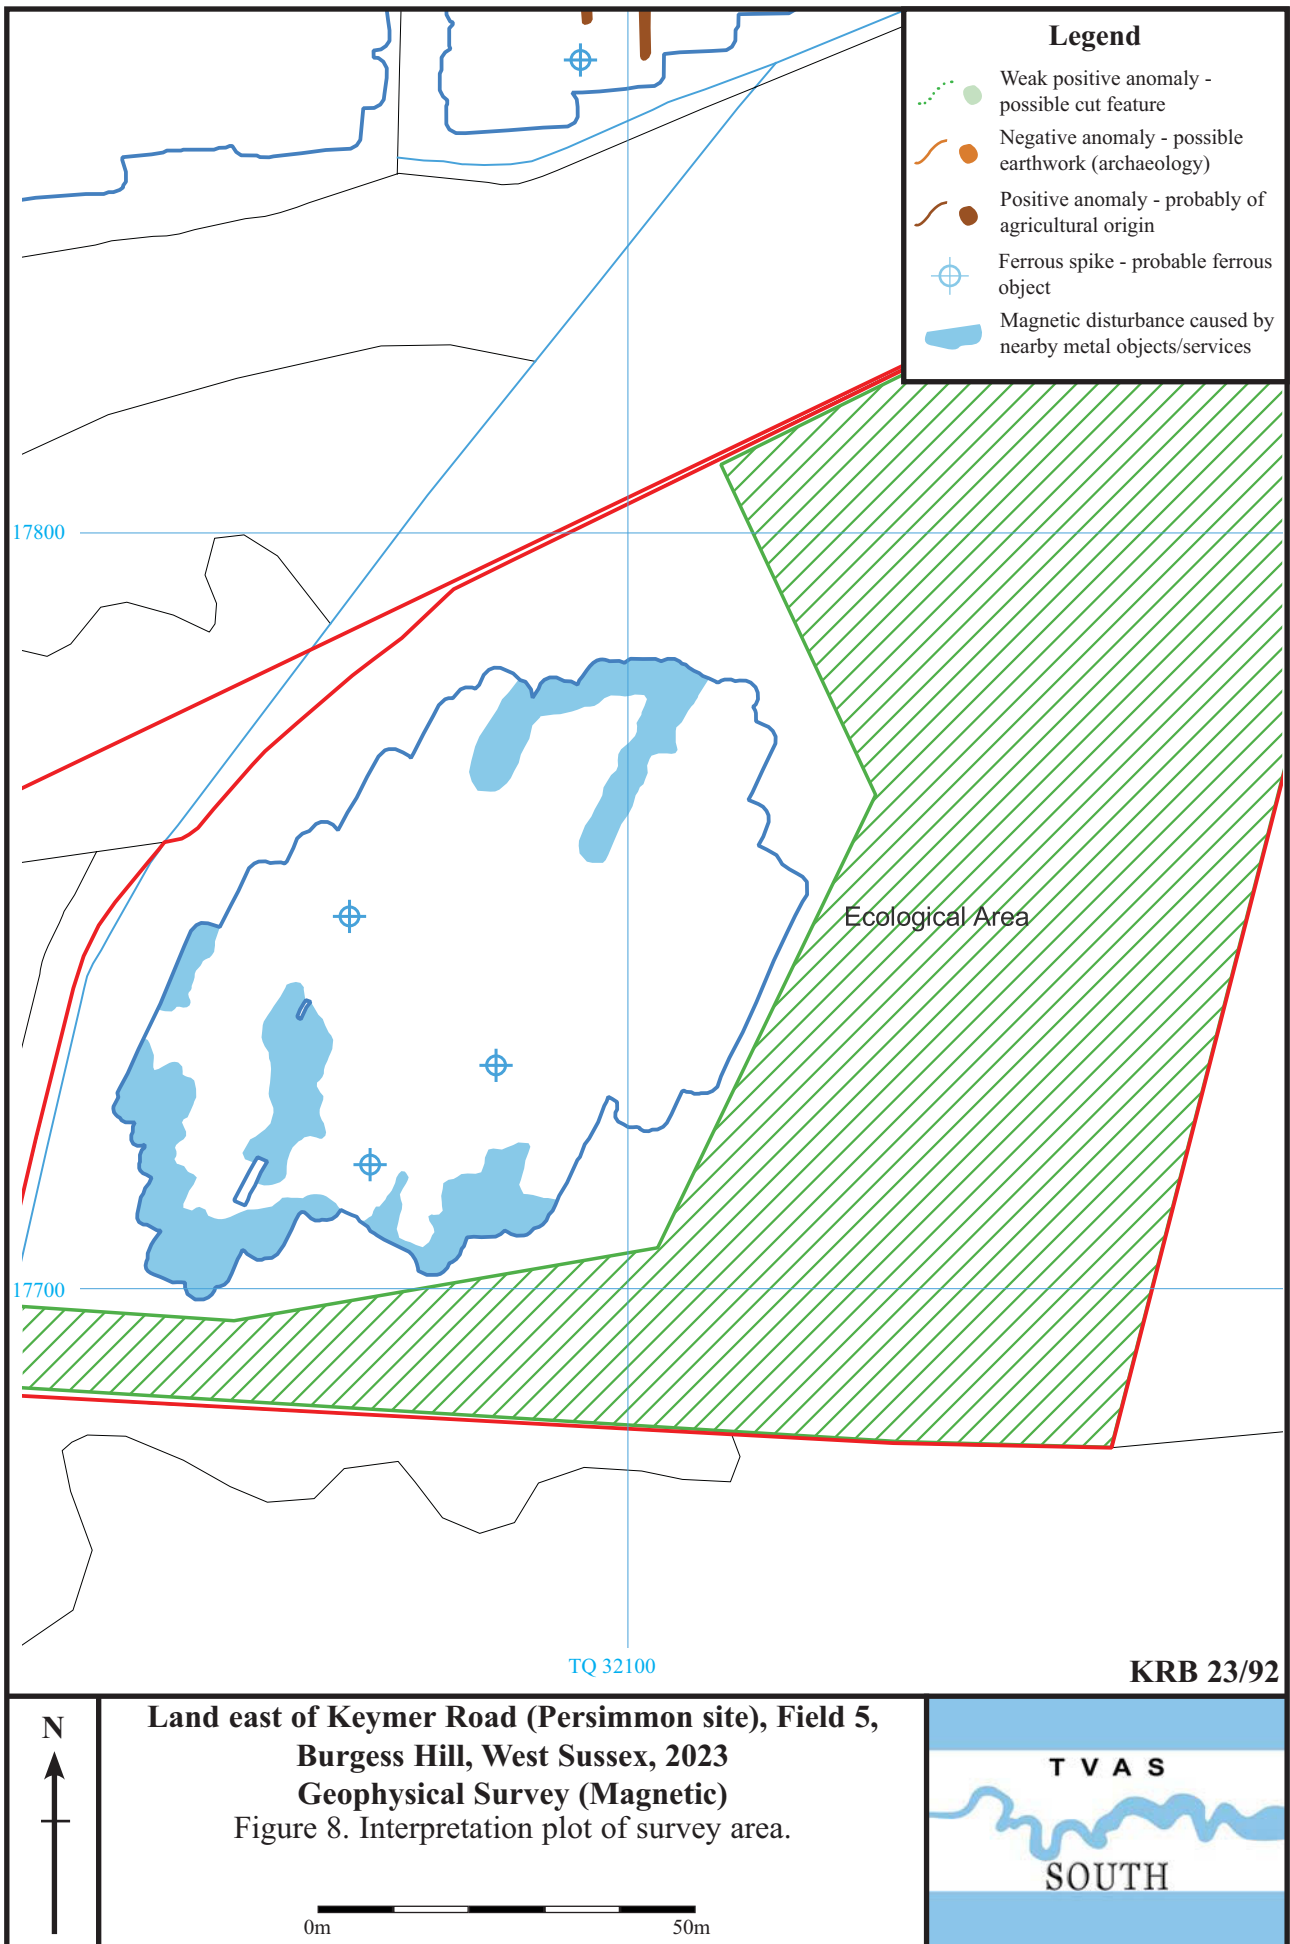 Legend
Weak positive anomaly -
possible cut feature
Negative anomaly - possible
earthwork (archaeology)
Positive anomaly - probably of
agricultural origin
Ferrous spike - probable ferrous
object
Magnetic disturbance caused by
nearby metal objects/services
17800
Ecological Area
17700
TQ 32100
KRB 23/92
N
Land east of Keymer Road (Persimmon site), Field 5,
Burgess Hill, West Sussex, 2023
Geophysical Survey (Magnetic)
Figure 8. Interpretation plot of survey area.
0m 50m
TVAS
SOUTH